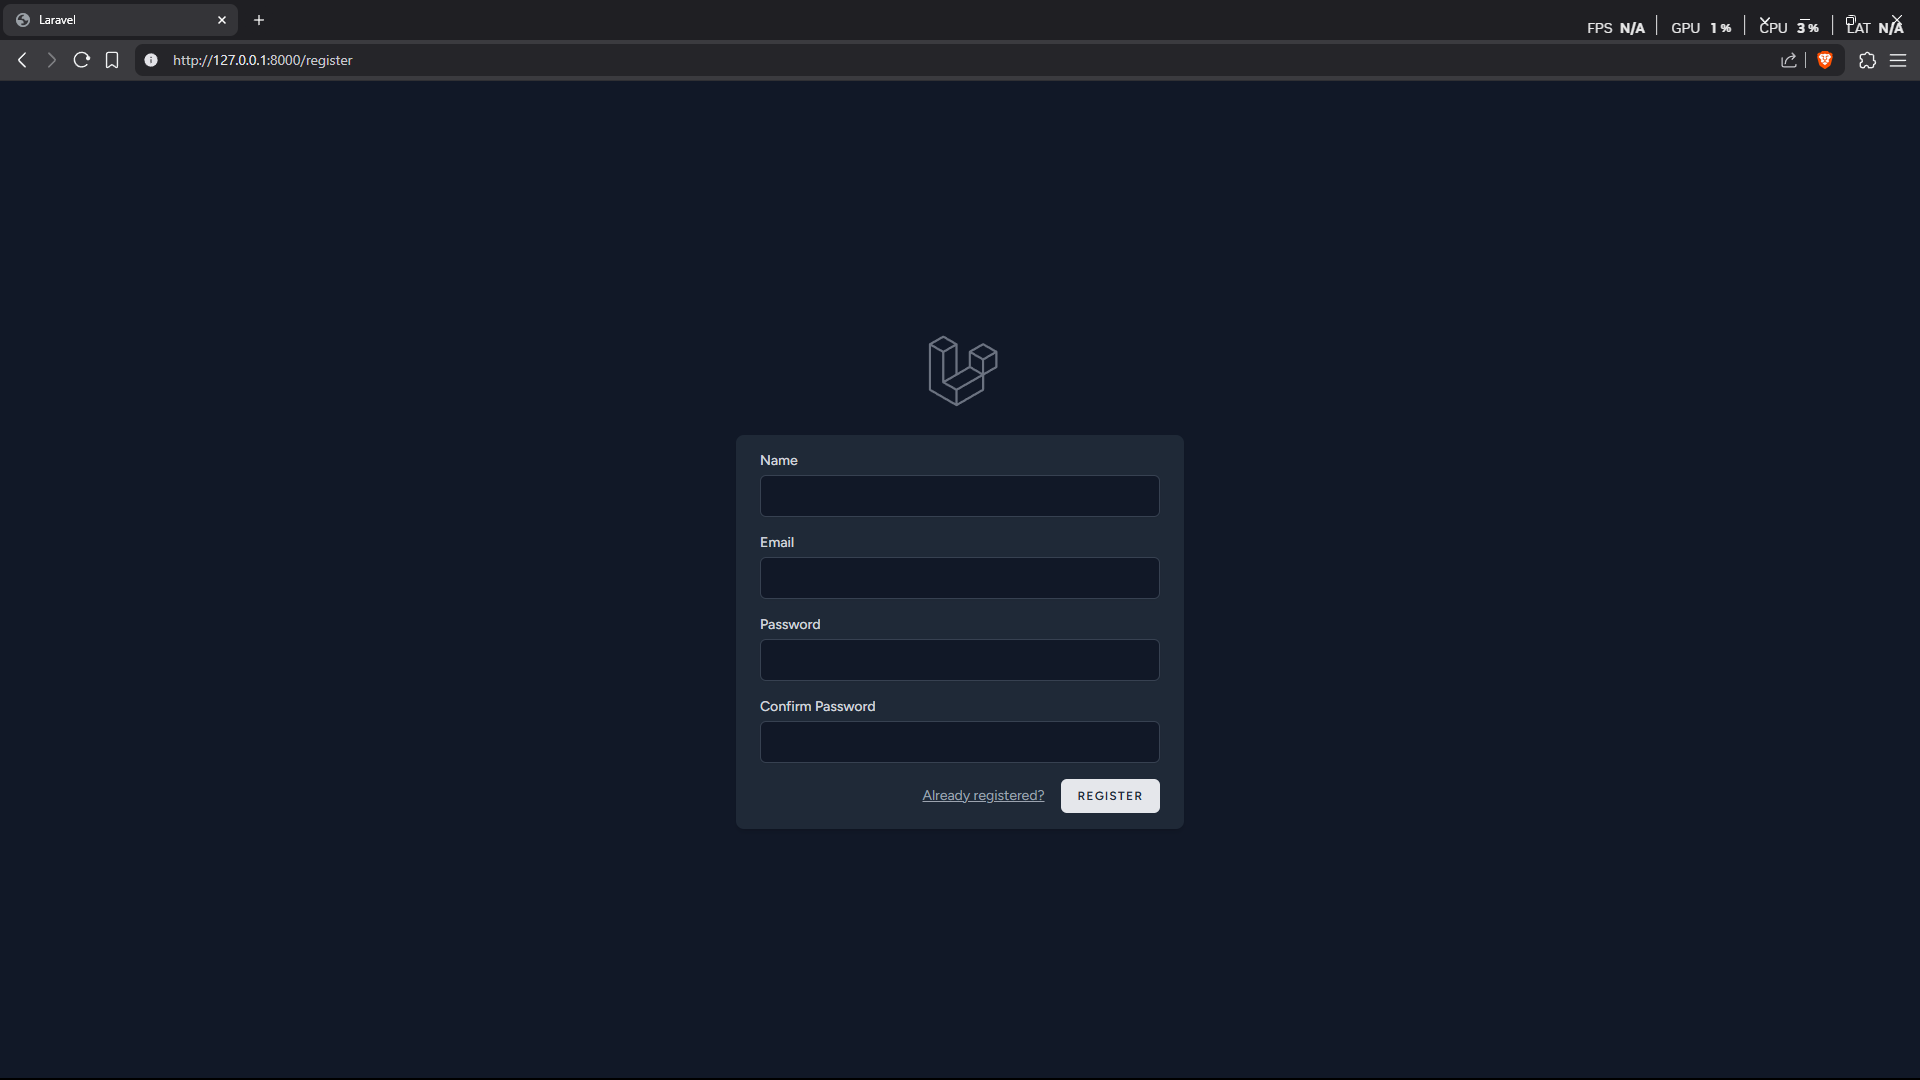 Laravel
FPS N/A GPU 1% CPU 3% LAT N/A
http://127.0.0.1:8000/register
Name
Email
Password
Confirm Password
Already registered? REGISTER